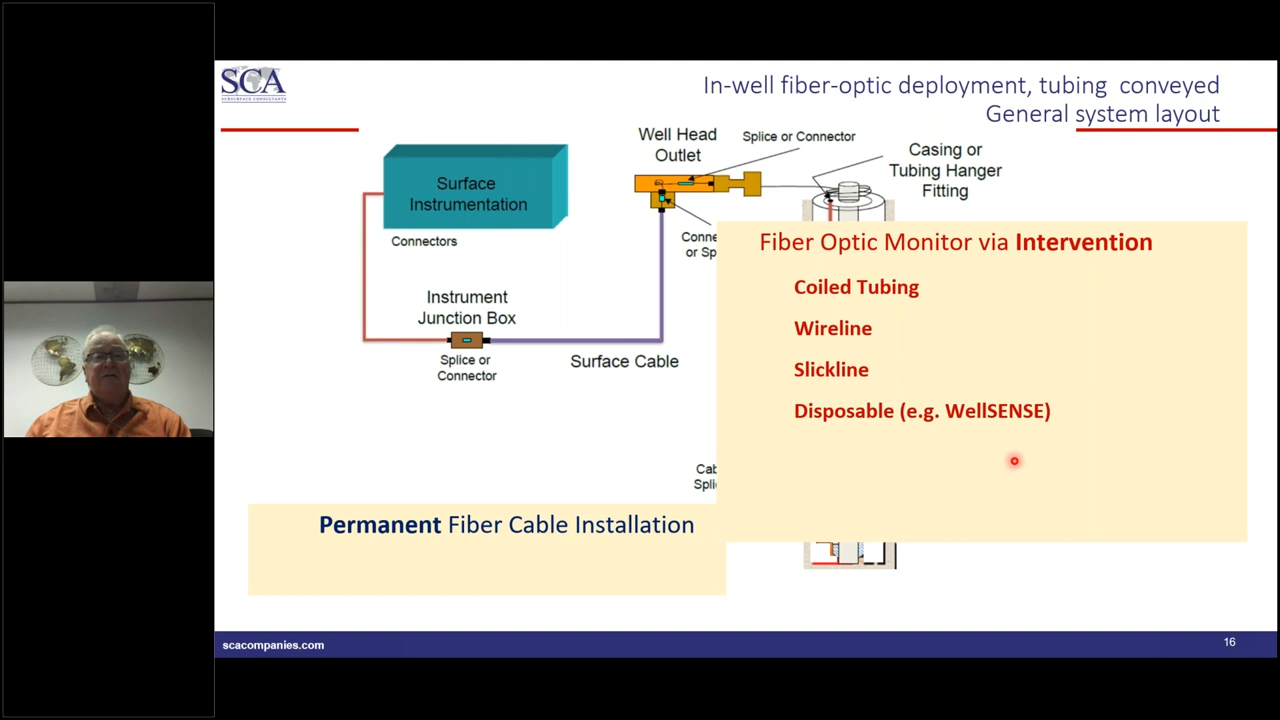 SCA
SUBSURFACE CONSULTANTS
In-well fiber-optic deployment, tubing conveyed
General system layout
Well Head
Outlet
Splice or Connector
Casing or
Tubing Hanger
Fitting
Surface
Instrumentation
Connectors
Conne
or Sp
Instrument
Junction Box
Splice or
Connector
Surface Cable
Fiber Optic Monitor via Intervention
Coiled Tubing
Wireline
Slickline
Disposable (e.g. WellSENSE)
Cab
Splic
Permanent Fiber Cable Installation
scacompanies.com
16